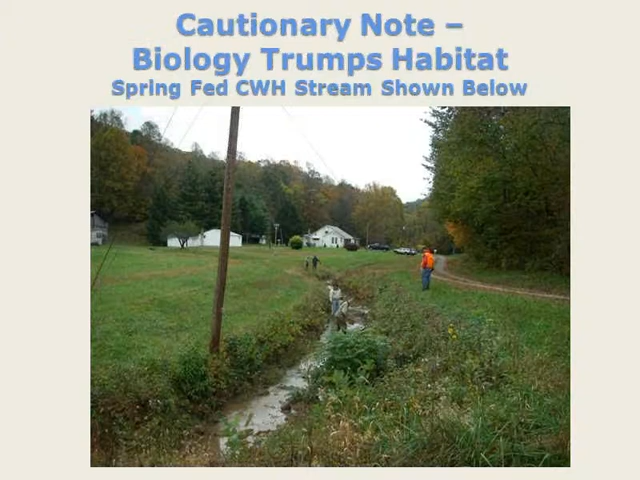 Cautionary Note –
Biology Trumps Habitat
Spring Fed CWH Stream Shown Below